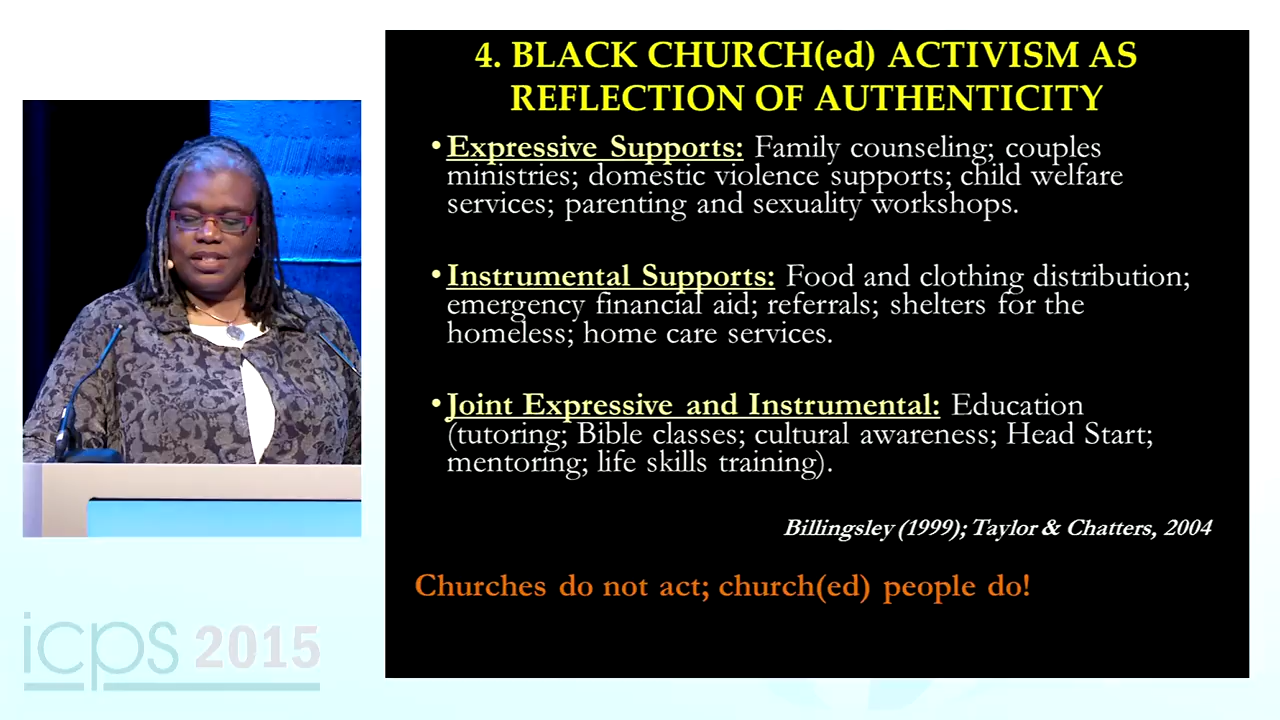 4. BLACK CHURCH(ed) ACTIVISM AS
REFLECTION OF AUTHENTICITY
• Expressive Supports: Family counseling; couples
ministries; domestic violence supports; child welfare
services; parenting and sexuality workshops.
• Instrumental Supports: Food and clothing distribution;
emergency financial aid; referrals; shelters for the
homeless; home care services.
• Joint Expressive and Instrumental: Education
(tutoring; Bible classes; cultural awareness; Head Start;
mentoring; life skills training).
Billingsley (1999); Taylor & Chatters, 2004
Churches do not act; church(ed) people do!
icps 2015